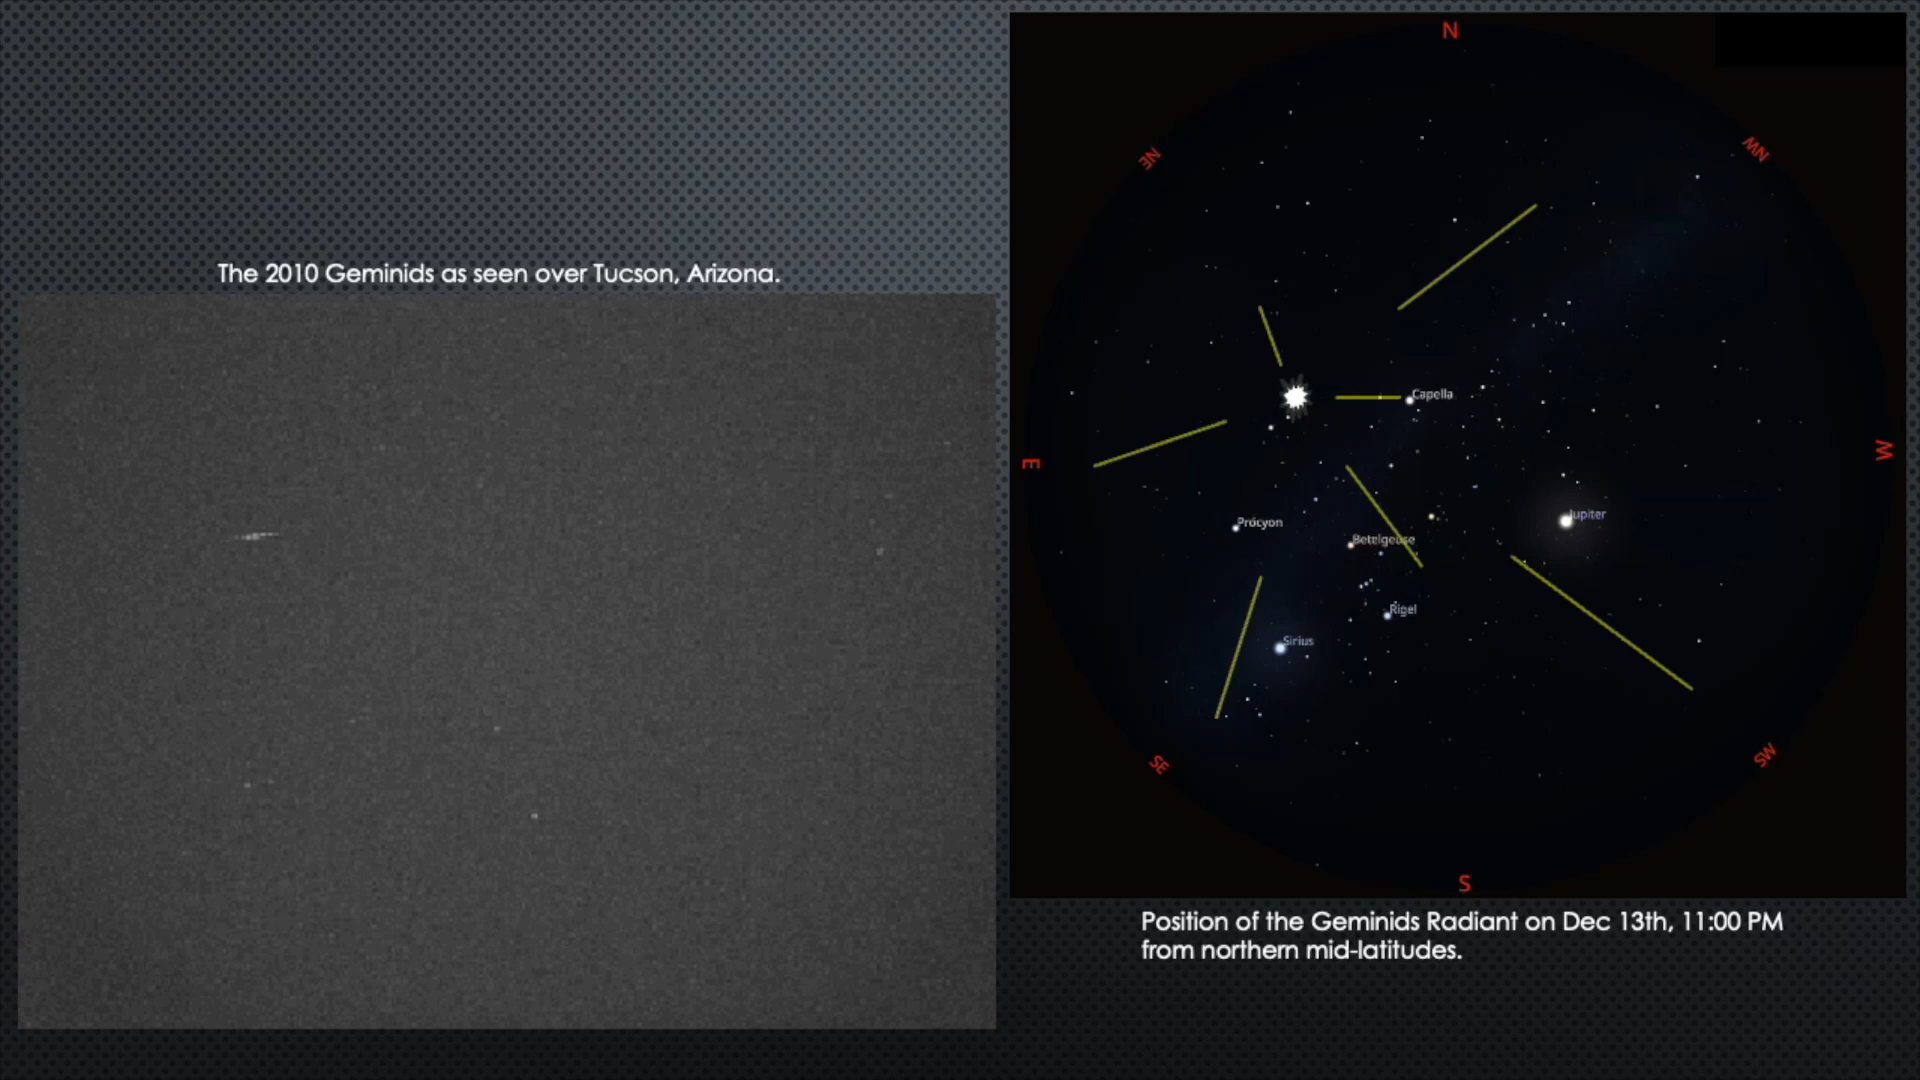 The 2010 Geminids as seen over Tucson, Arizona.
N
NE
NW
Capella
E
W
Jupiter
Procyon
Betelgeuse
Rigel
Sirius
SE
SW
S
Position of the Geminids Radiant on Dec 13th, 11:00 PM
from northern mid-latitudes.